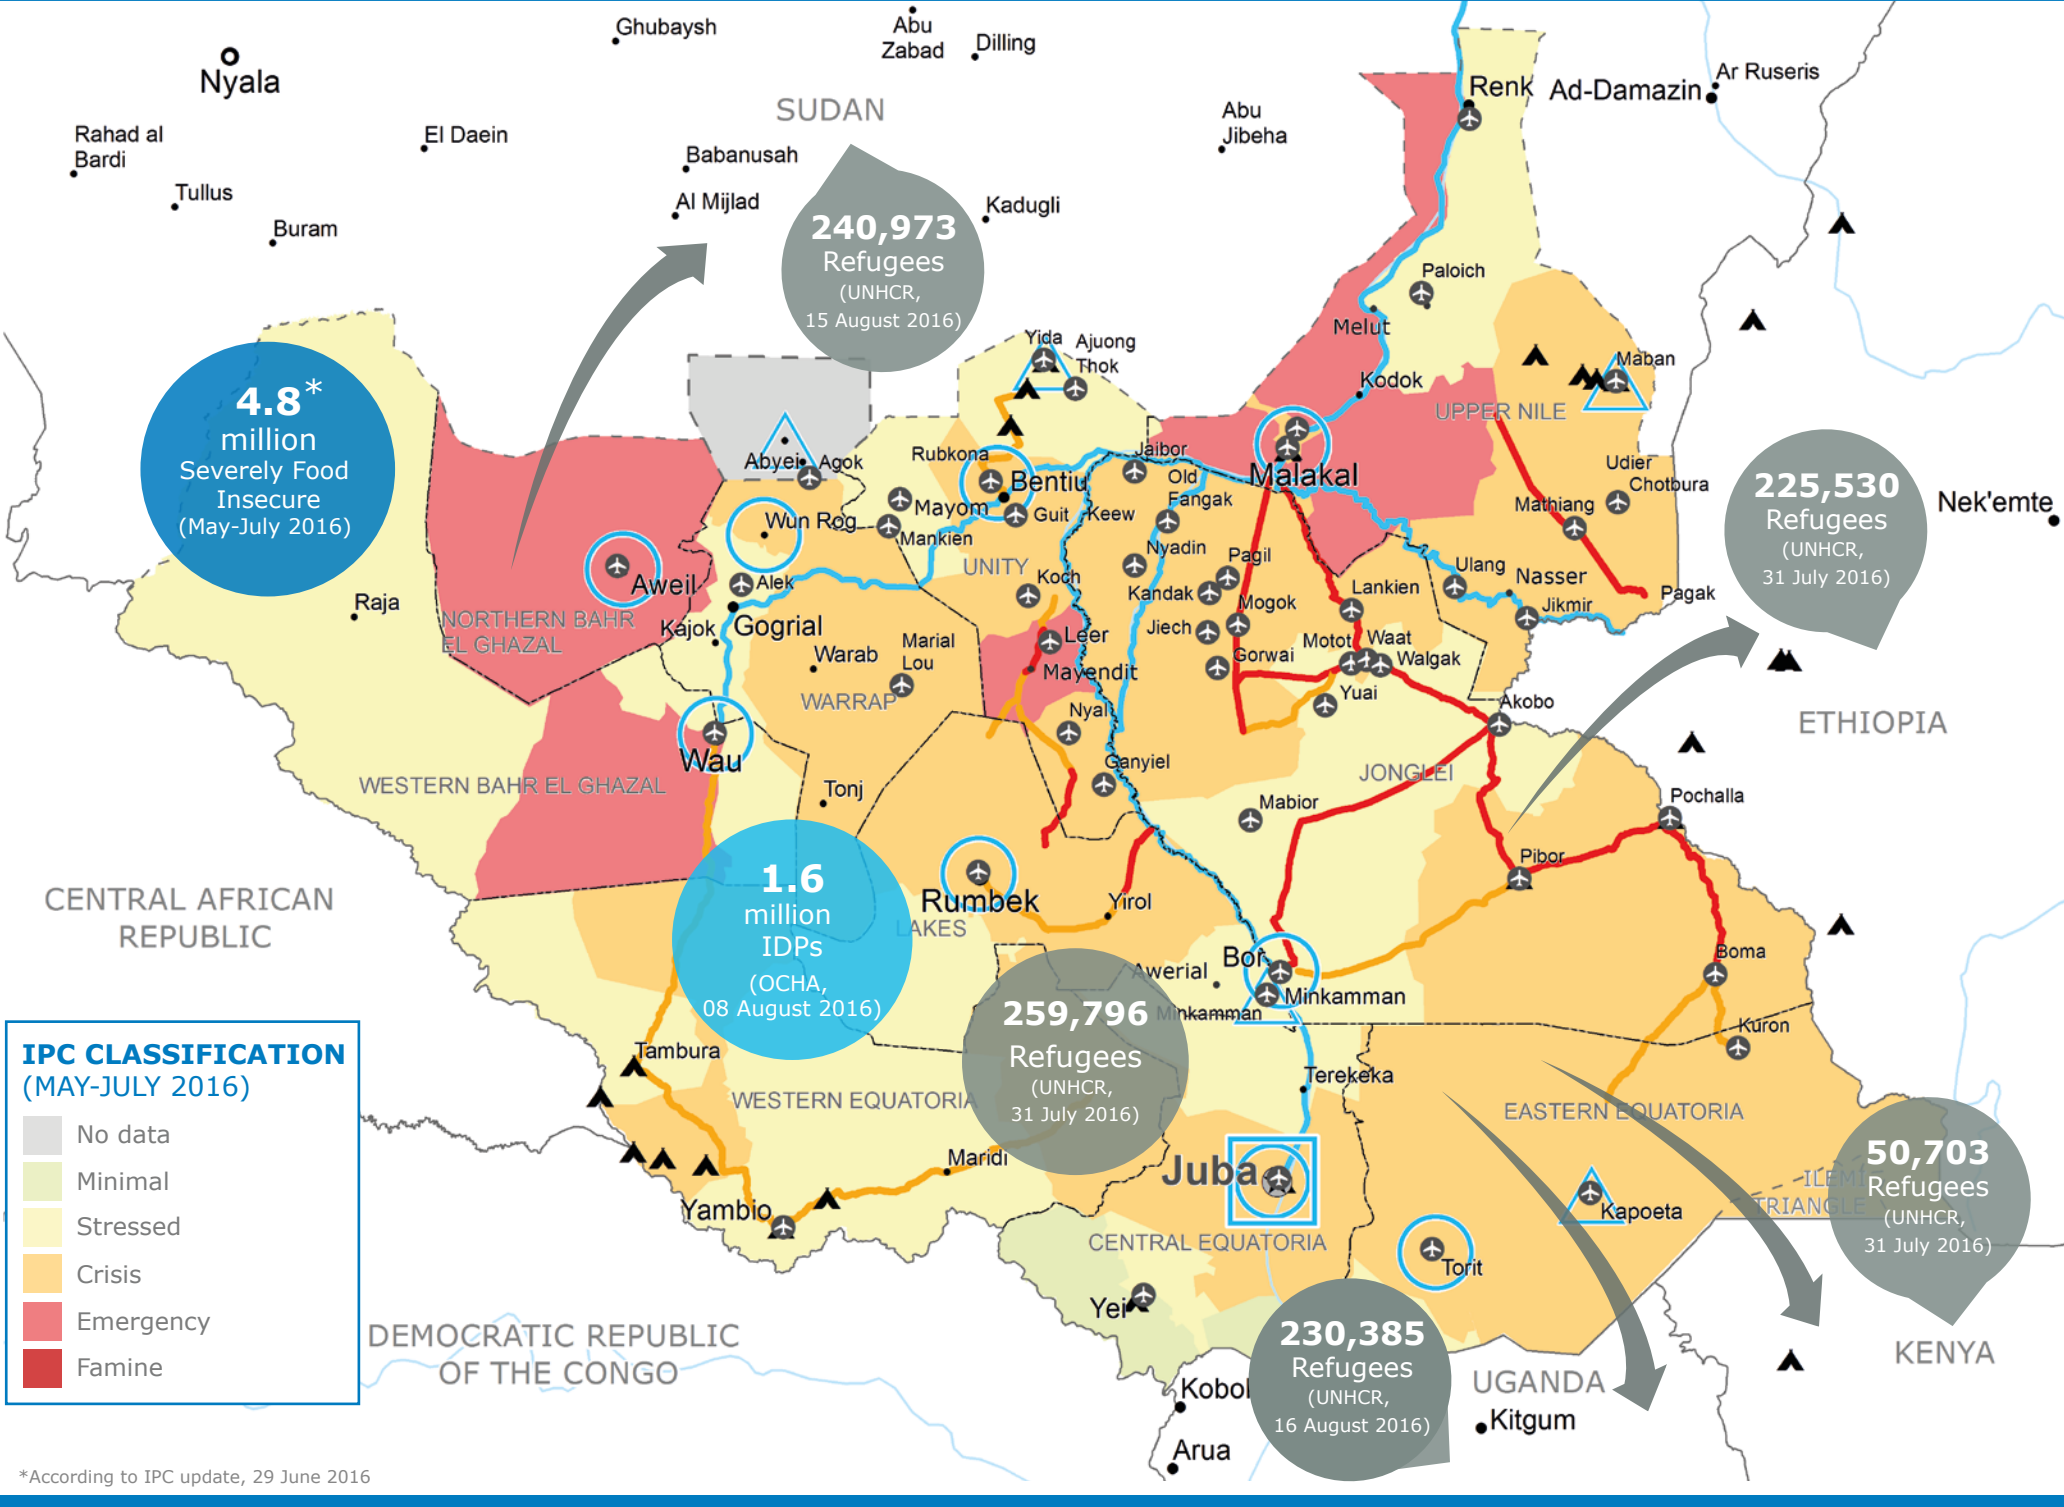 Ghubaysh
Abu
Zabad
Dilling
Nyala
Renk
Ad-Damazin
Ar Ruseris
SUDAN
Abu
Jibeha
Rahad al
Bardi
El Daein
Babanusah
Tullus
Al Mijlad
Kadugli
Buram
240,973
Refugees
(UNHCR,
15 August 2016)
Paloich
Melut
Yida
Ajuong
Thok
Maban
Kodok
UPPER NILE
4.8*
million
Severely Food
Insecure
(May-July 2016)
Abyei
Agok
Rubkona
Bentiu
Jaibor
Old
Fangak
Malakal
Udier
Chotbura
Mathiang
225,530
Refugees
(UNHCR,
31 July 2016)
Nek'emte
Wun Rog
Mayom
Guit
Keew
Mankien
UNITY
Nyadin
Pagil
Koch
Kandak
Mogok
Lankien
Ulang
Nasser
Jikmir
Pagak
Aweil
Alek
Raja
NORTHERN BAHR
EL GHAZAL
Kajok
Gogrial
Warab
Marial
Lou
Leer
Jiech
Motot
Waat
Walgak
Gorwai
Mayendit
WARRAP
Yuai
Akobo
Nyal
ETHIOPIA
Wau
WESTERN BAHR EL GHAZAL
Tonj
Ganyiel
JONGLEI
Mabior
Pochalla
Pibor
1.6
million
IDPs
(OCHA,
08 August 2016)
CENTRAL AFRICAN
REPUBLIC
Rumbek
LAKES
Yirol
Bor
Awerial
Minkamman
Minkamman
Boma
Kuron
259,796
Refugees
(UNHCR,
31 July 2016)
IPC CLASSIFICATION
(MAY-JULY 2016)
No data
Minimal
Stressed
Crisis
Emergency
Famine
Tambura
WESTERN EQUATORIA
Terekeka
EASTERN EQUATORIA
Maridi
Juba
Yambio
CENTRAL EQUATORIA
Kapoeta
Torit
ILEMI
TRIANGLE
50,703
Refugees
(UNHCR,
31 July 2016)
Yei
DEMOCRATIC REPUBLIC
OF THE CONGO
230,385
Refugees
(UNHCR,
16 August 2016)
UGANDA
KENYA
Kobol
Kitgum
Arua
*According to IPC update, 29 June 2016